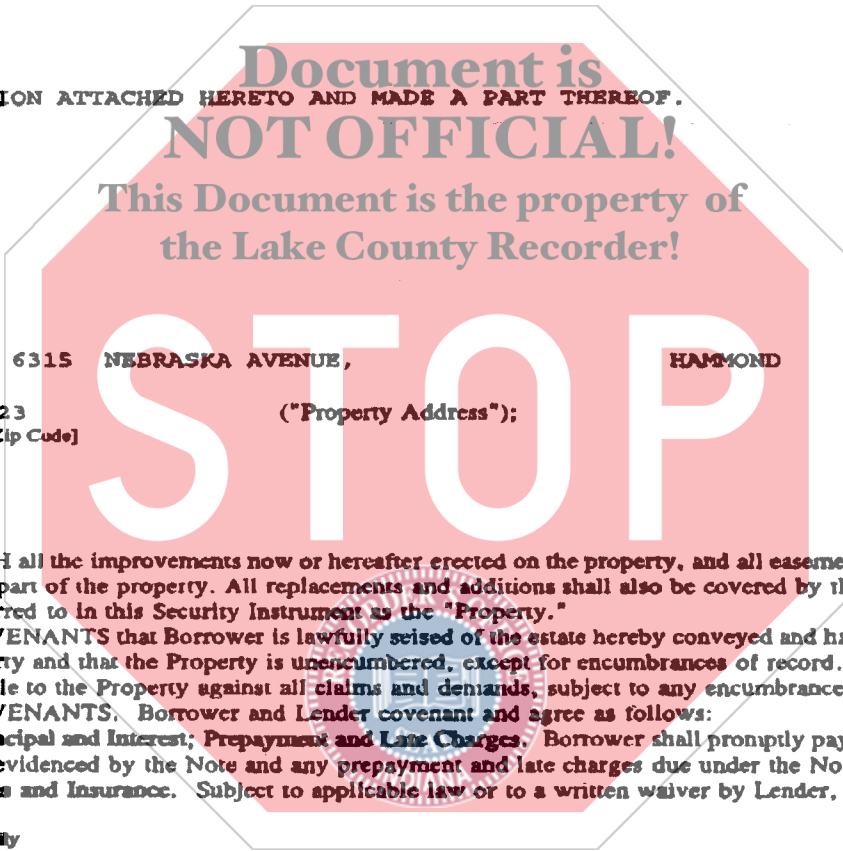 Document is
ION ATTACHED HERETO AND MADE A PART THEREOF.
NOT OFFICIAL!
This Document is the property of
the Lake County Recorder!
STOP
6315 NEBRASKA AVENUE, HAMMOND
23 ("Property Address");
Zip Code]
H all the improvements now or hereafter erected on the property, and all easeme
part of the property. All replacements and additions shall also be covered by th
rred to in this Security Instrument as the "Property."
VENANTS that Borrower is lawfully seised of the estate hereby conveyed and ha
rty and that the Property is unencumbered, except for encumbrances of record.
le to the Property against all claims and demands, subject to any encumbrance
VENANTS. Borrower and Lender covenant and agree as follows:
ncipal and Interest; Prepayment and Late Charges. Borrower shall promptly pay
evidenced by the Note and any prepayment and late charges due under the No
s and Insurance. Subject to applicable law or to a written waiver by Lender,
ily
INDIANA